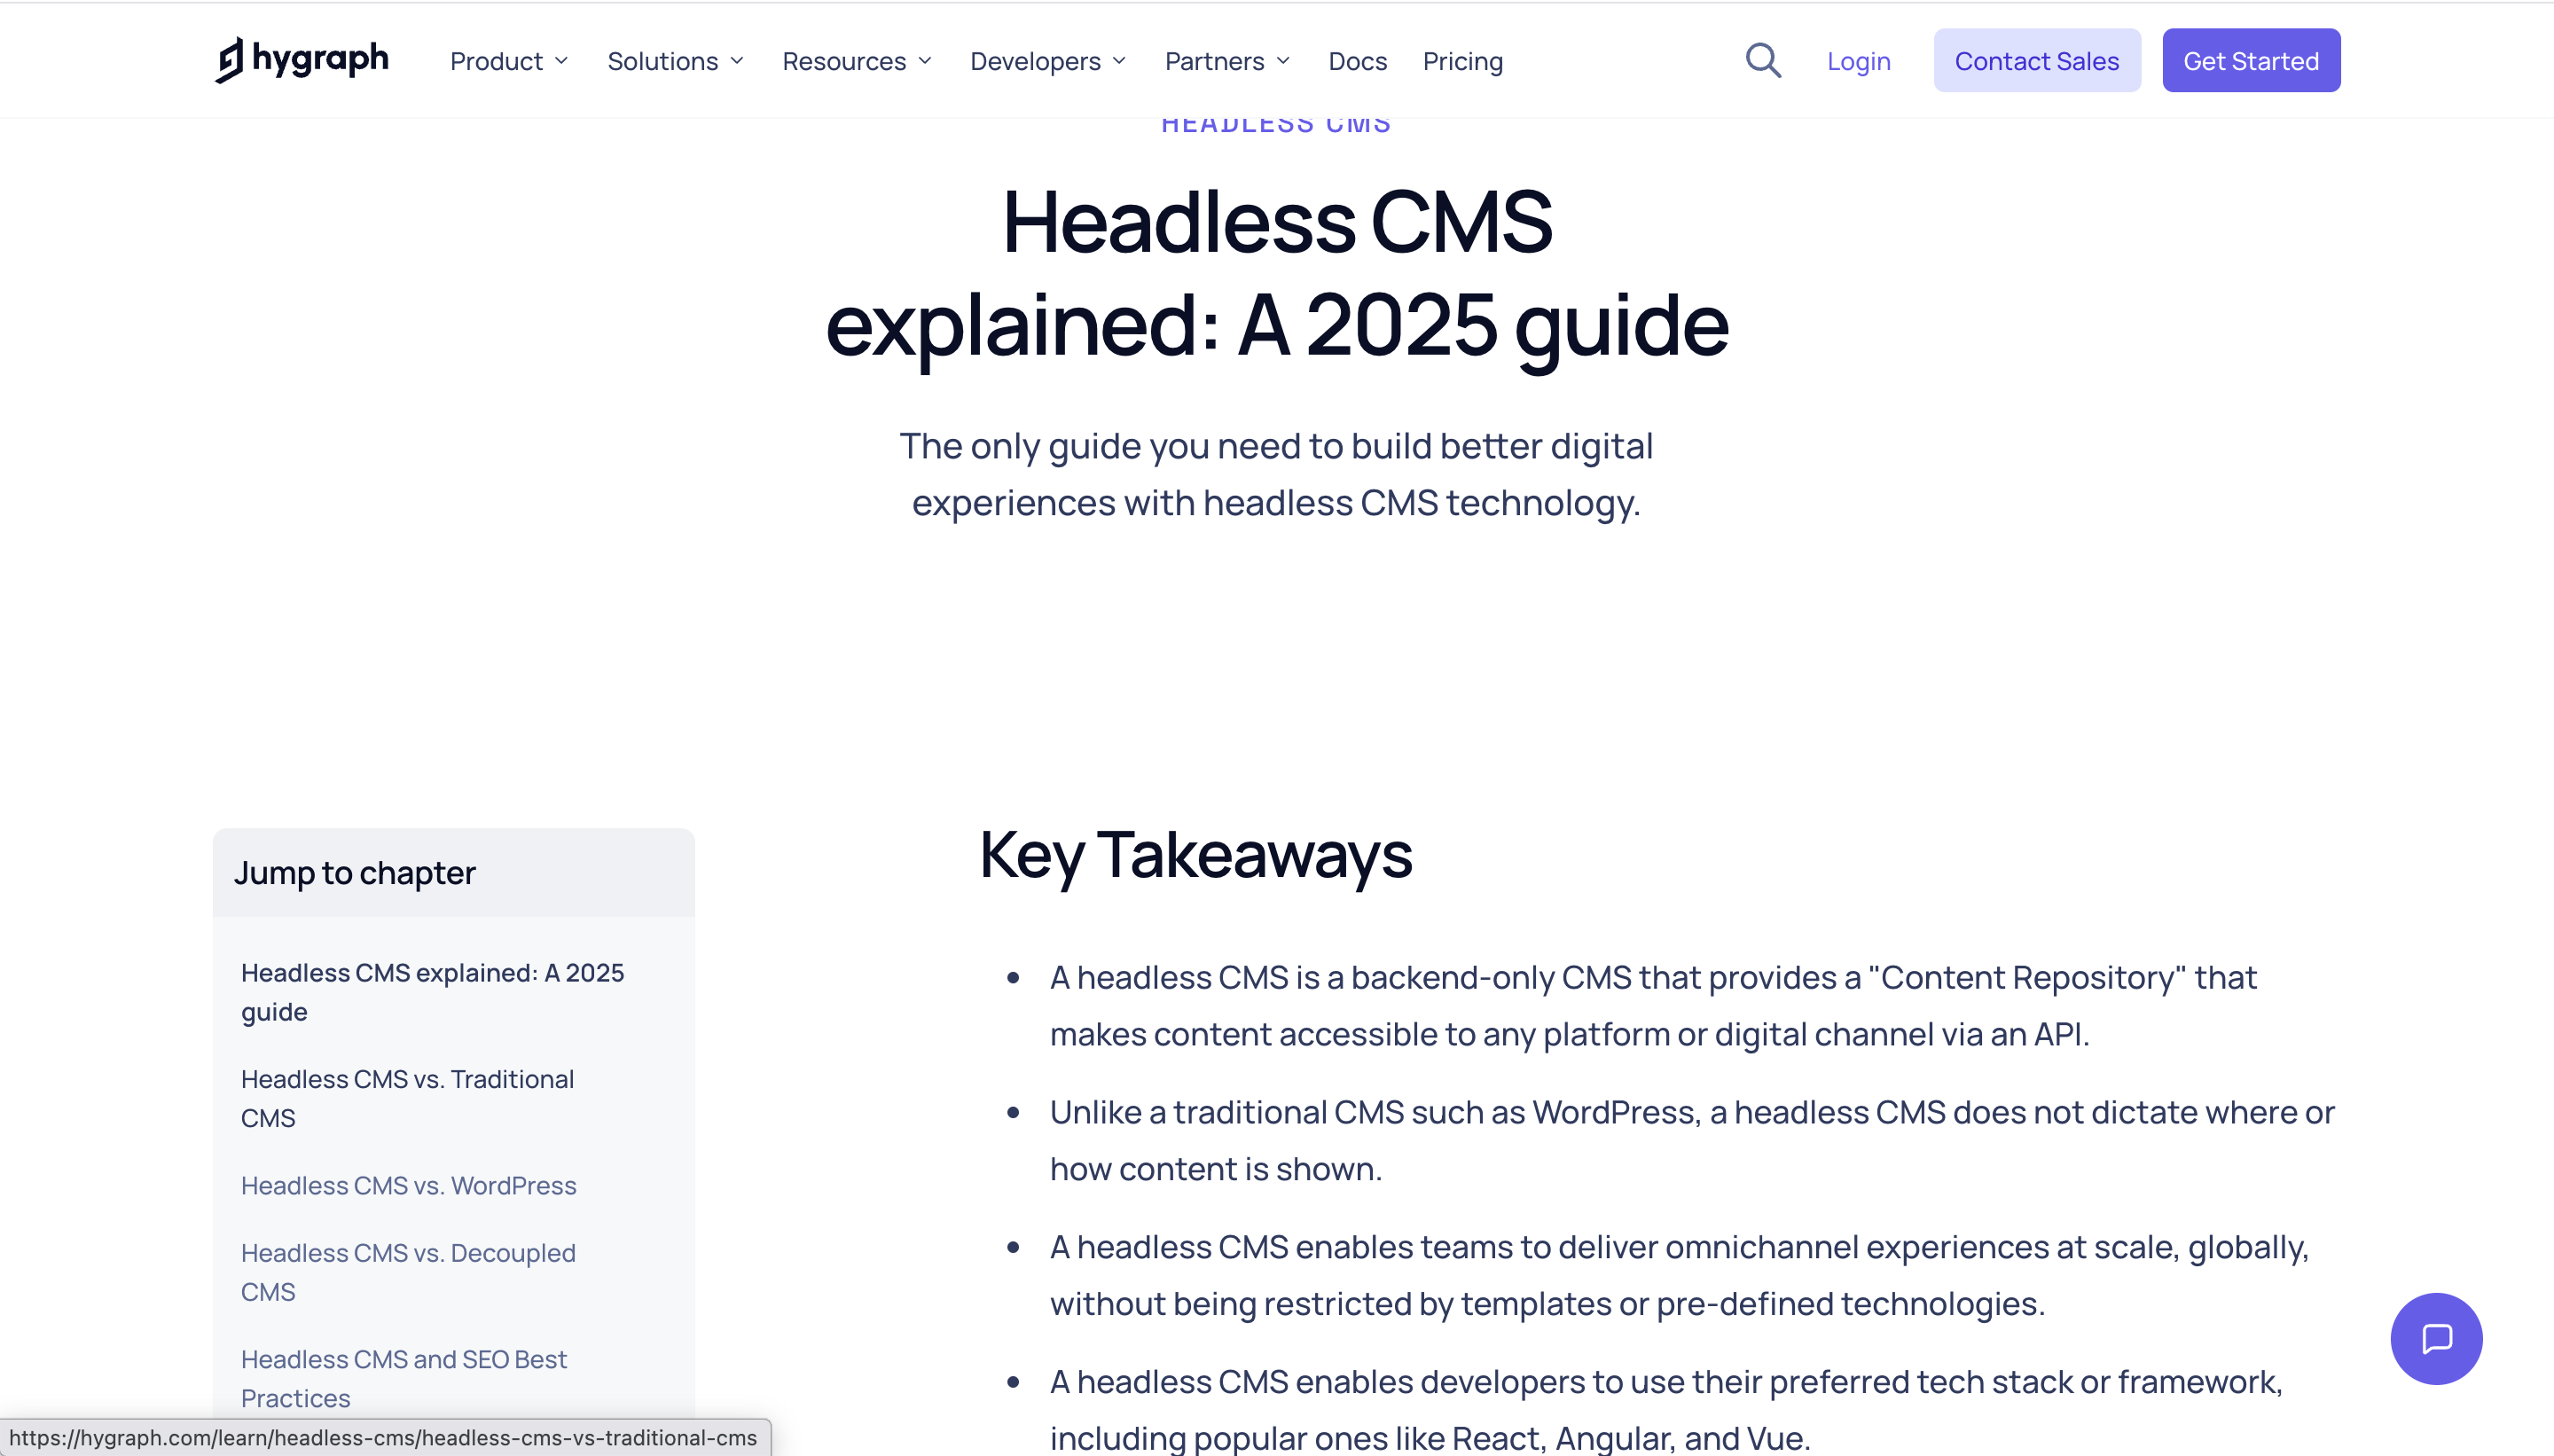 hygraph
Product
Solutions
Resources
Developers
Partners
Docs
Pricing
Login
Contact Sales
Get Started
HEADLESS CMS
Headless CMS
explained: A 2025 guide
The only guide you need to build better digital
experiences with headless CMS technology.
Jump to chapter
Headless CMS explained: A 2025
guide
Headless CMS vs. Traditional
CMS
Headless CMS vs. WordPress
Headless CMS vs. Decoupled
CMS
Headless CMS and SEO Best
Practices
Key Takeaways
A headless CMS is a backend-only CMS that provides a "Content Repository" that
makes content accessible to any platform or digital channel via an API.
Unlike a traditional CMS such as WordPress, a headless CMS does not dictate where or
how content is shown.
A headless CMS enables teams to deliver omnichannel experiences at scale, globally,
without being restricted by templates or pre-defined technologies.
A headless CMS enables developers to use their preferred tech stack or framework,
including popular ones like React, Angular, and Vue.
https://hygraph.com/learn/headless-cms/headless-cms-vs-traditional-cms